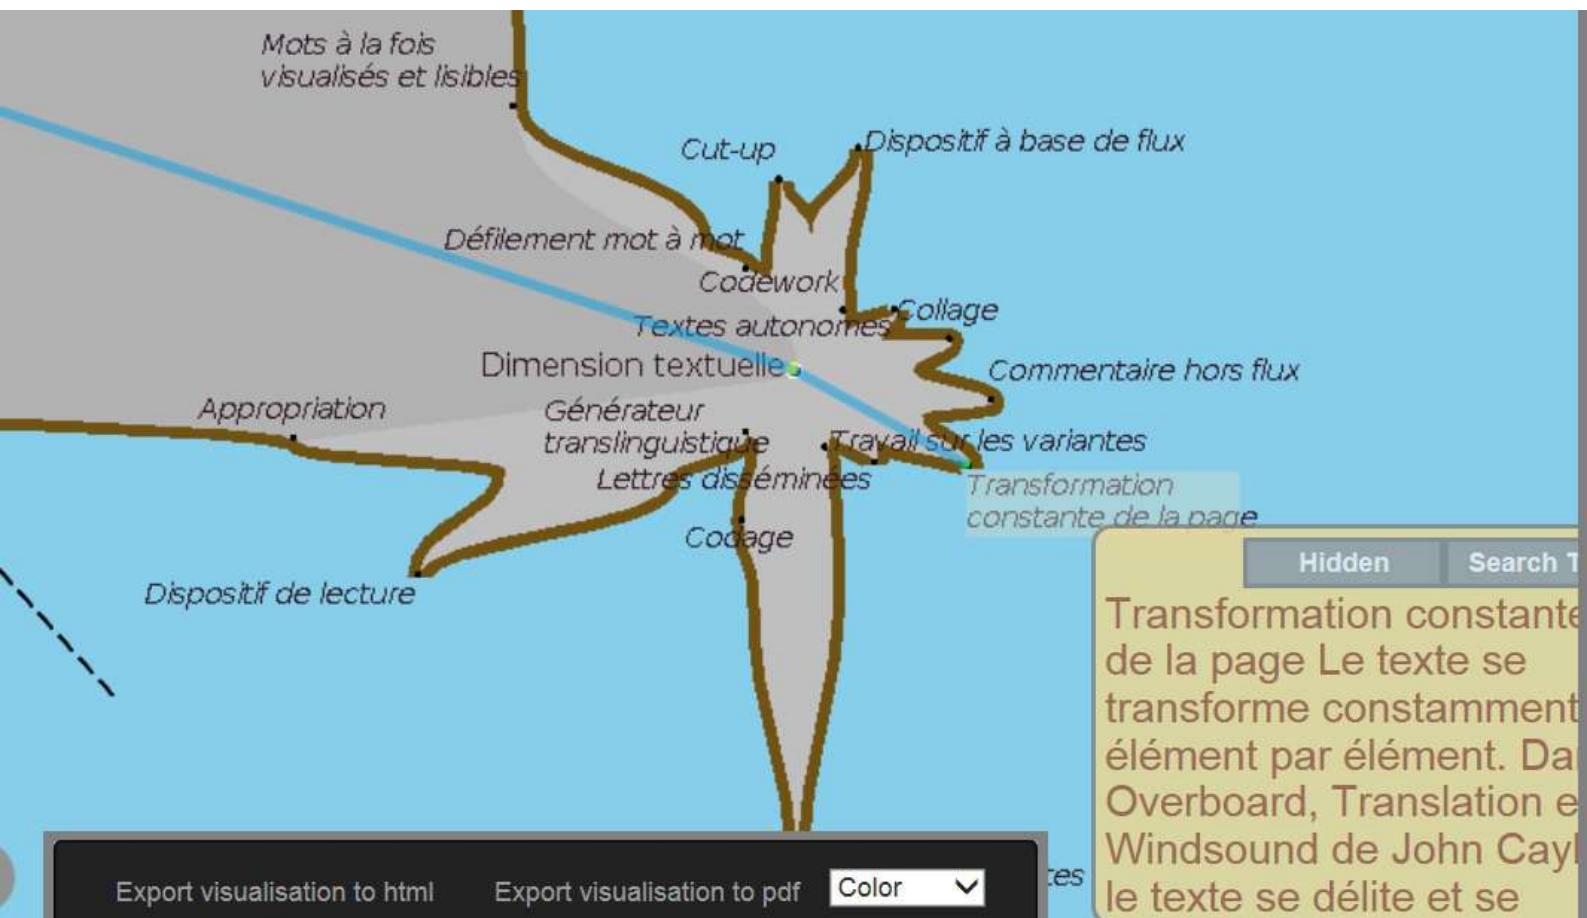 Mots à la fois
visualisés et lisibles
Cut-up
Dispositif à base de flux
Défilement mot à mot
Codework
Collage
Textes autonomes
Dimension textuelle
Commentaire hors flux
Appropriation
Générateur
translinguistique
Travail sur les variantes
Lettres disséminées
Transformation
constante de la page
Codage
Dispositif de lecture
Hidden
Search T
Transformation constante
de la page Le texte se
transforme constamment
élément par élément. Da
Overboard, Translation e
Windsound de John Cayl
le texte se délite et se
Export visualisation to html
Export visualisation to pdf
Color
tes